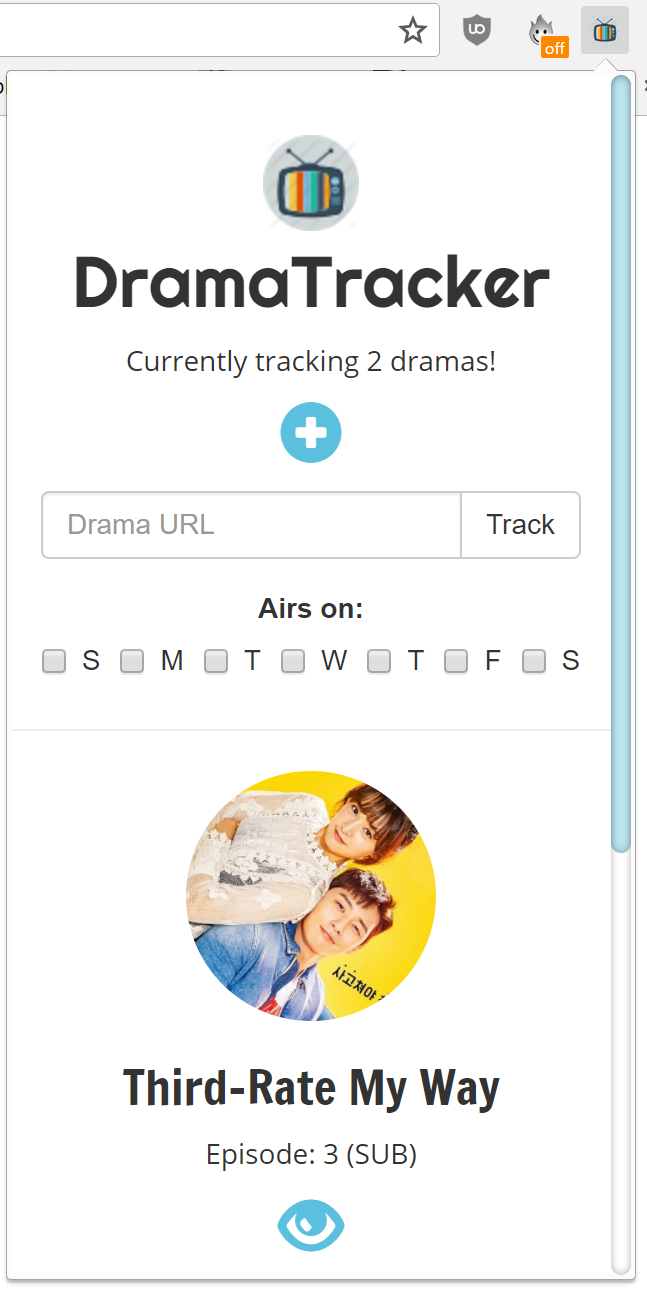 off
DramaTracker
Currently tracking 2 dramas!
Drama URL
Track
Airs on:
S M T W T F S
사고쳐야
Third-Rate My Way
Episode: 3 (SUB)